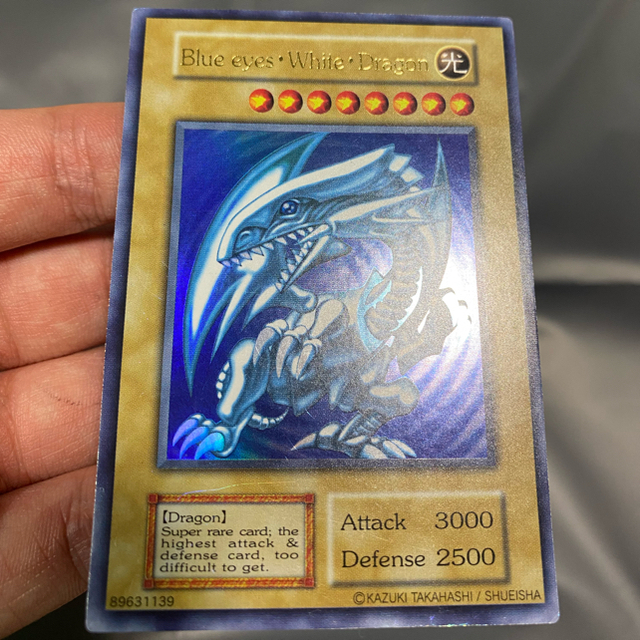 Blue eyes・White・Dragon 光
【Dragon】
Super rare card; the
highest attack &
defense card, too
difficult to get.
Attack 3000
Defense 2500
89631139
©KAZUKI TAKAHASHI / SHUEISHA